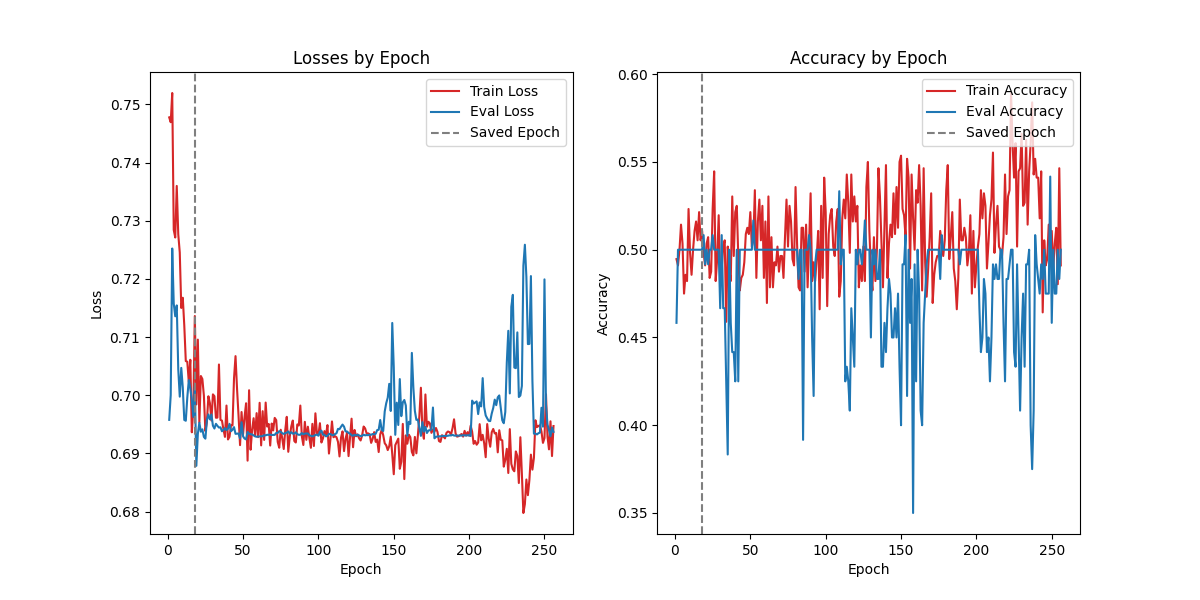 Losses by Epoch
Train Loss
Eval Loss
Saved Epoch
0.75
0.74
0.73
0.72
0.71
0.70
0.69
0.68
Loss
0
50
100
150
200
250
Epoch
Accuracy by Epoch
Train Accuracy
Eval Accuracy
Saved Epoch
0.60
0.55
0.50
0.45
0.40
0.35
Accuracy
0
50
100
150
200
250
Epoch